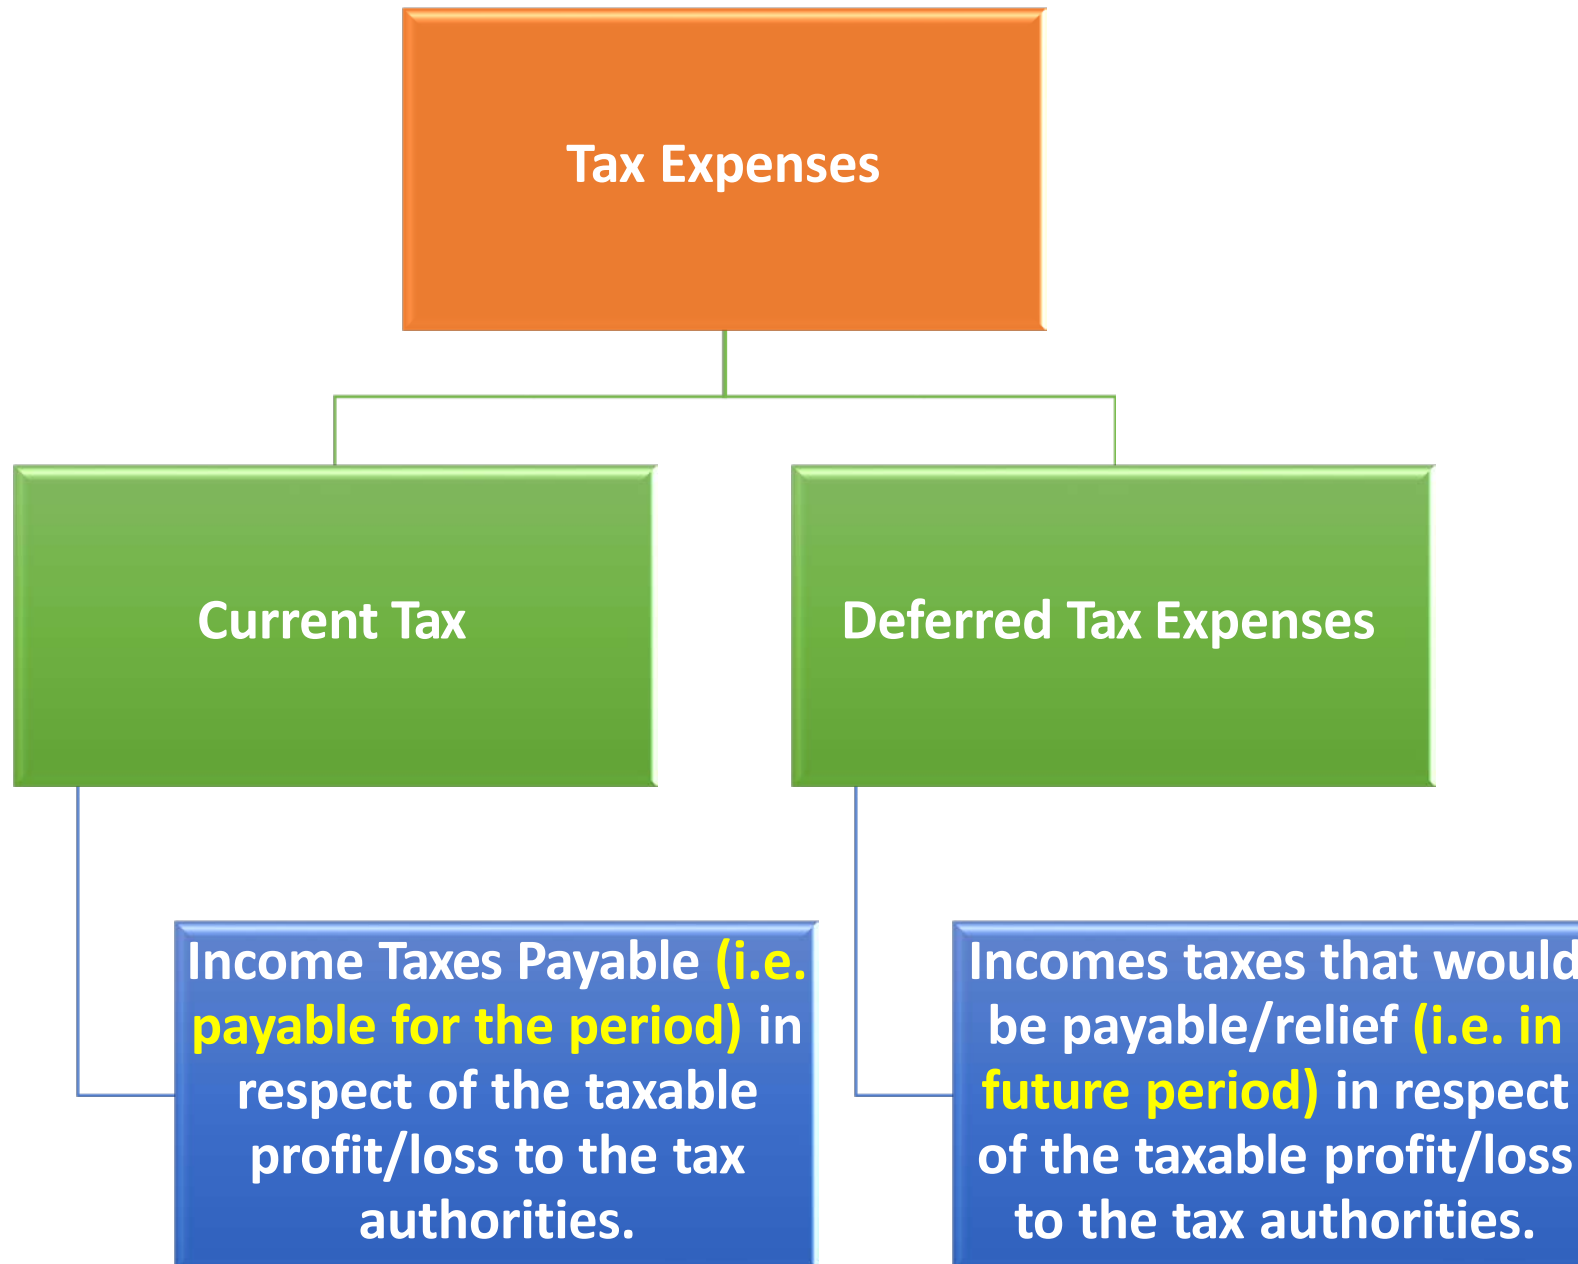 Tax Expenses
Current Tax
Deferred Tax Expenses
Income Taxes Payable (i.e.
payable for the period) in
respect of the taxable
profit/loss to the tax
authorities.
Incomes taxes that would
be payable/relief (i.e. in
future period) in respect
of the taxable profit/loss
to the tax authorities.